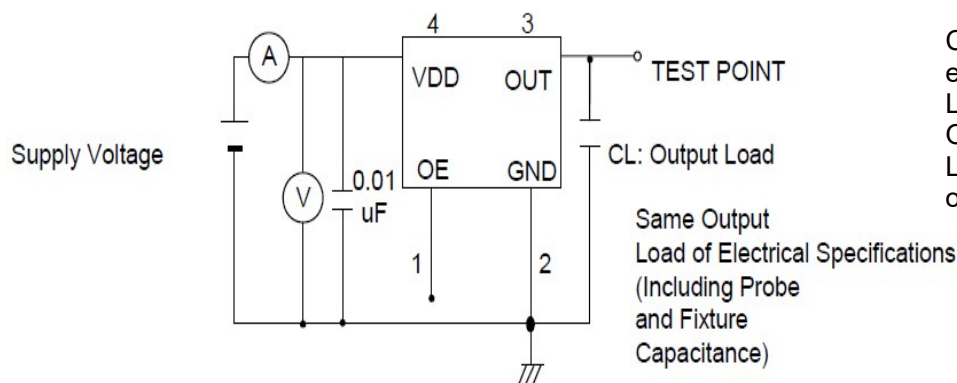 4
3
A
VDD
OUT
TEST POINT
Supply Voltage
V
0.01
uF
OE
GND
CL: Output Load
1
2
Same Output
Load of Electrical Specifications
(Including Probe
and Fixture
Capacitance)